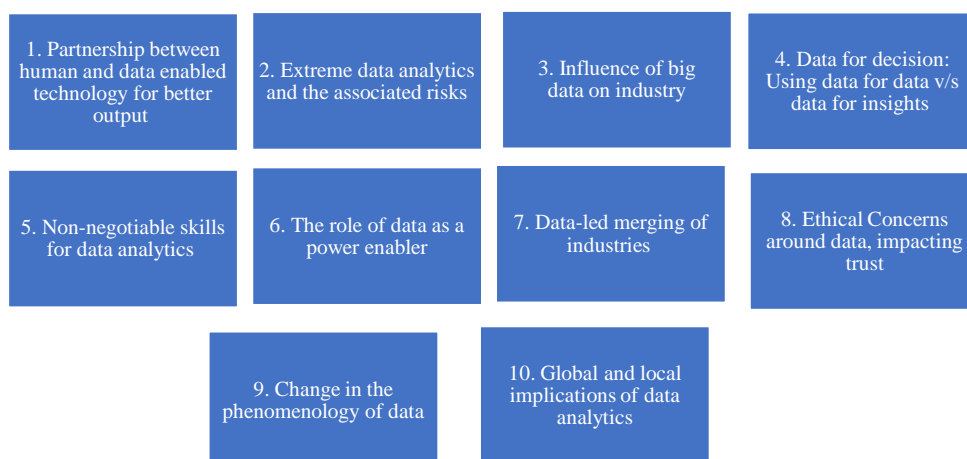 1. Partnership between
human and data enabled
technology for better
output
2. Extreme data analytics
and the associated risks
3. Influence of big
data on industry
4. Data for decision:
Using data for data v/s
data for insights
5. Non-negotiable skills
for data analytics
6. The role of data as a
power enabler
7. Data-led merging of
industries
8. Ethical Concerns
around data, impacting
trust
9. Change in the
phenomenology of data
10. Global and local
implications of data
analytics